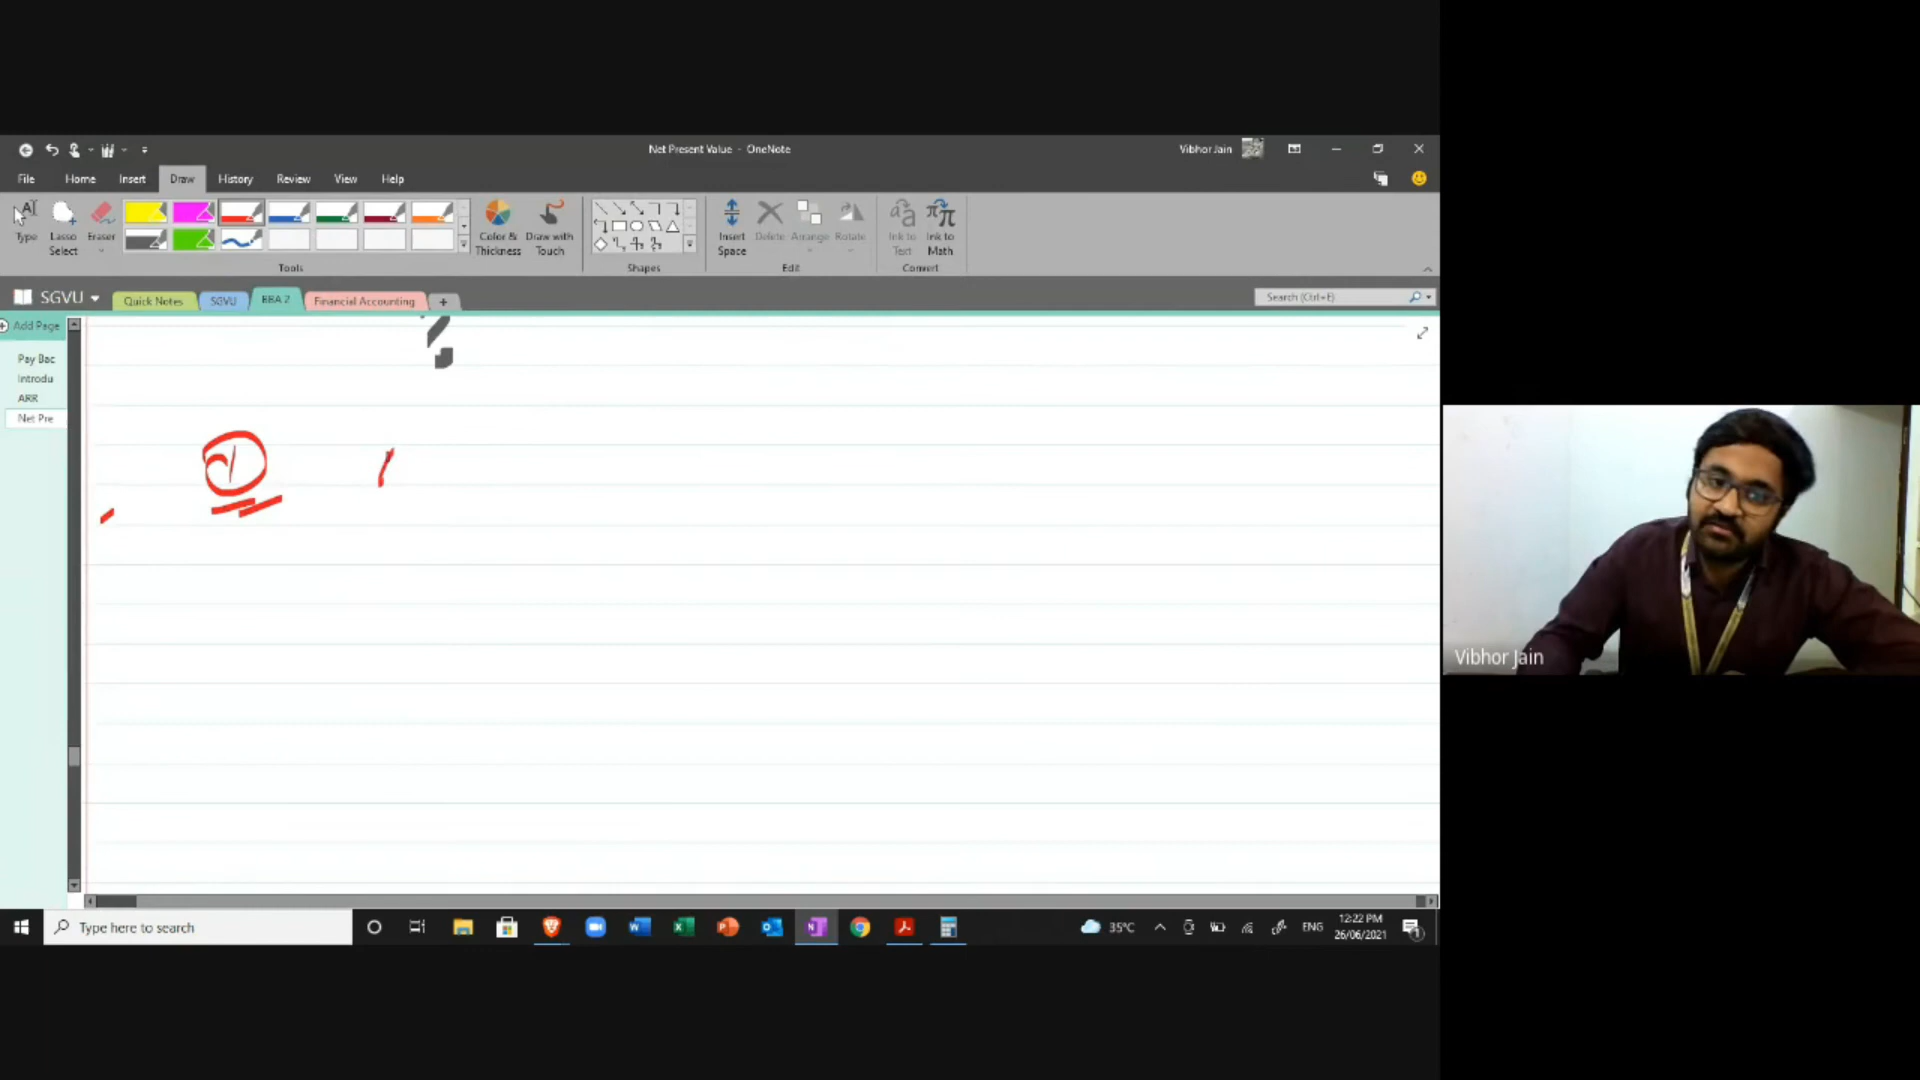 Net Present Value - OneNote
Vibhor Jain
File Home Insert Draw History Review View Help
Type
Lasso Select
Eraser
Color & Thickness
Draw with Touch
Insert Space
Delete
Arrange
Rotate
Ink to Text
Ink to Math
Tools
Shapes
Edit
Convert
SGVU
Quick Notes
SGVU
BBA 2
Financial Accounting
+
Search (Ctrl+E)
Add Page
Pay Bac
Introdu
ARR
Net Pre
Vibhor Jain
Type here to search
35°C
ENG
12:22 PM
26/06/2021